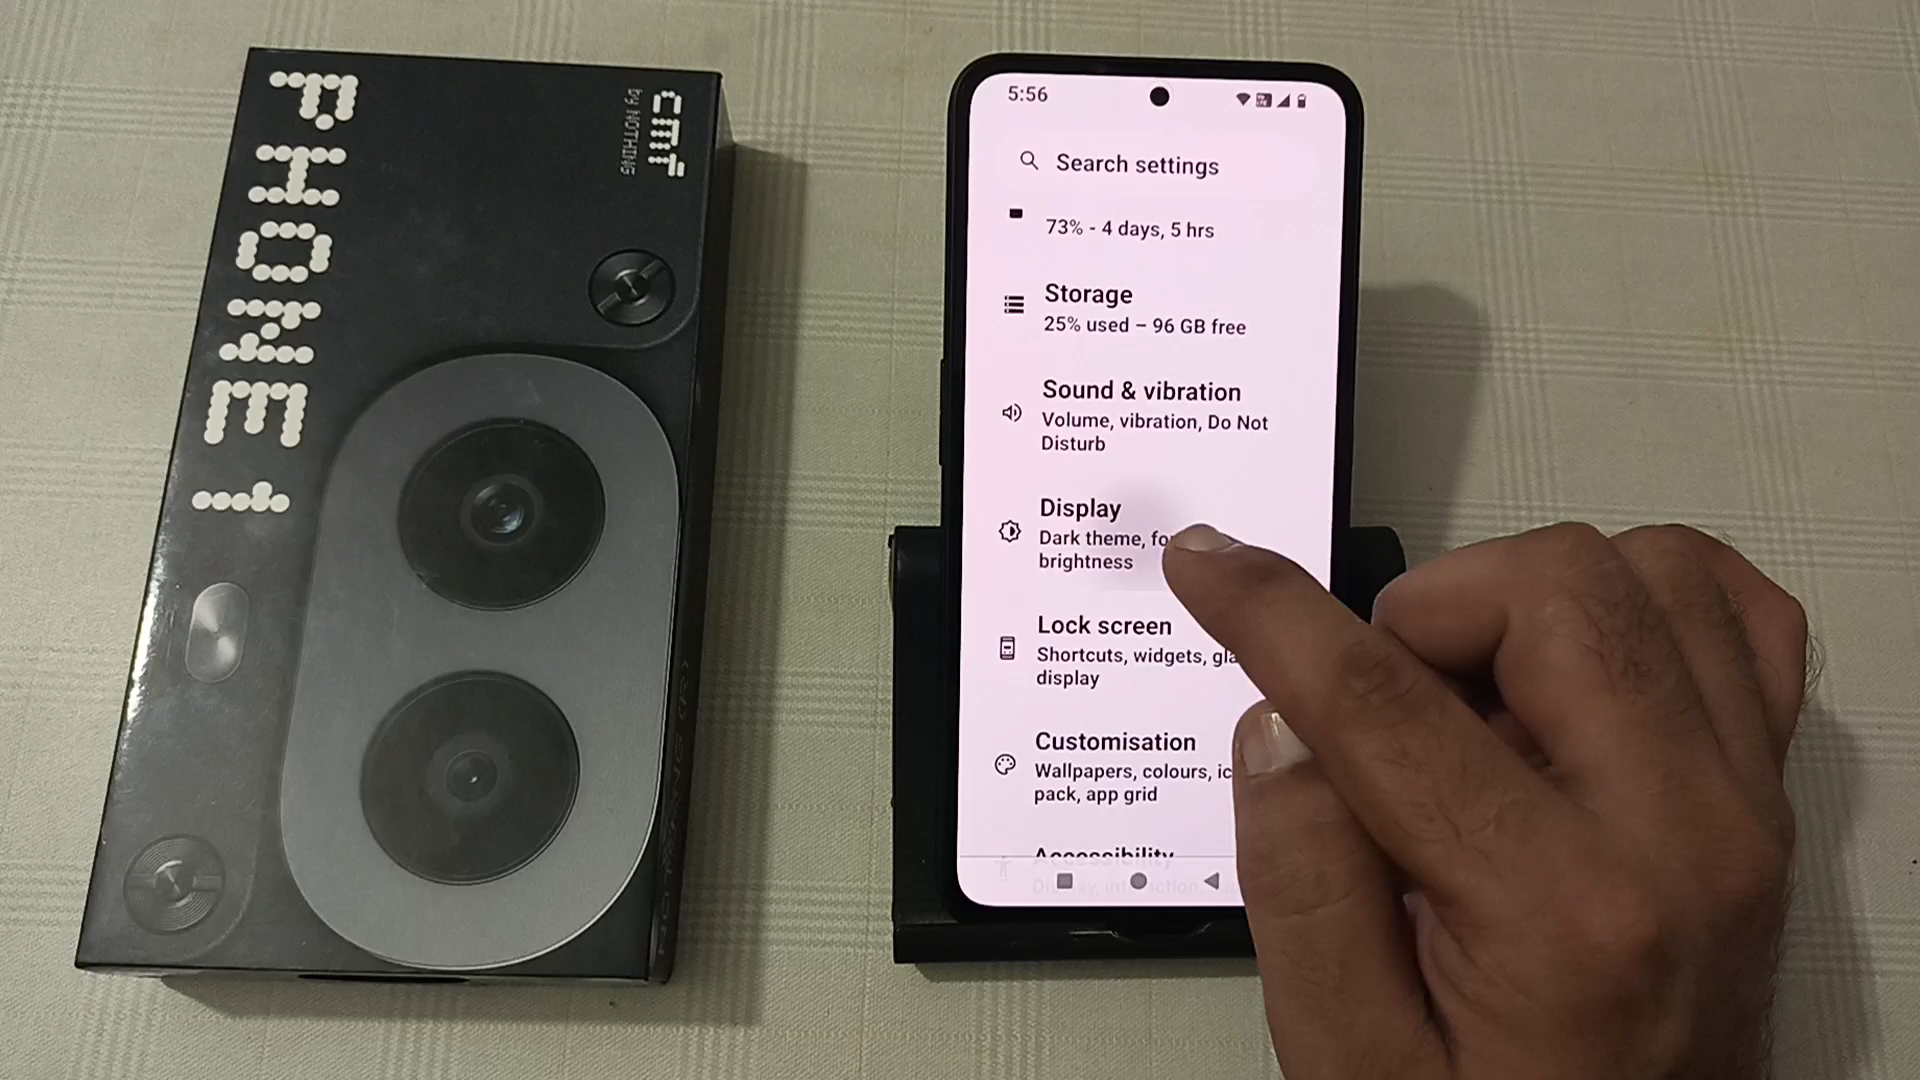 PHONE 1
cmf
by NOTHING
5:56
Search settings
73% - 4 days, 5 hrs
Storage
25% used – 96 GB free
Sound & vibration
Volume, vibration, Do Not
Disturb
Display
Dark theme,
brightness
Lock screen
Shortcuts, widgets,
display
Customisation
Wallpapers, colours,
pack, app grid
Accessibility